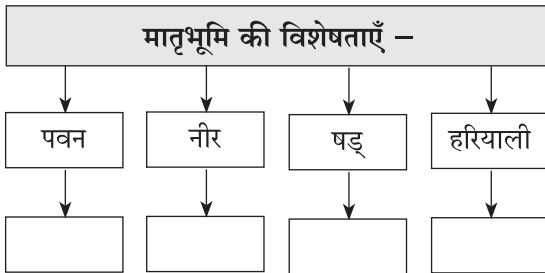 मातृभूमि की विशेषताएँ –
पवन नीर षड् हरियाली